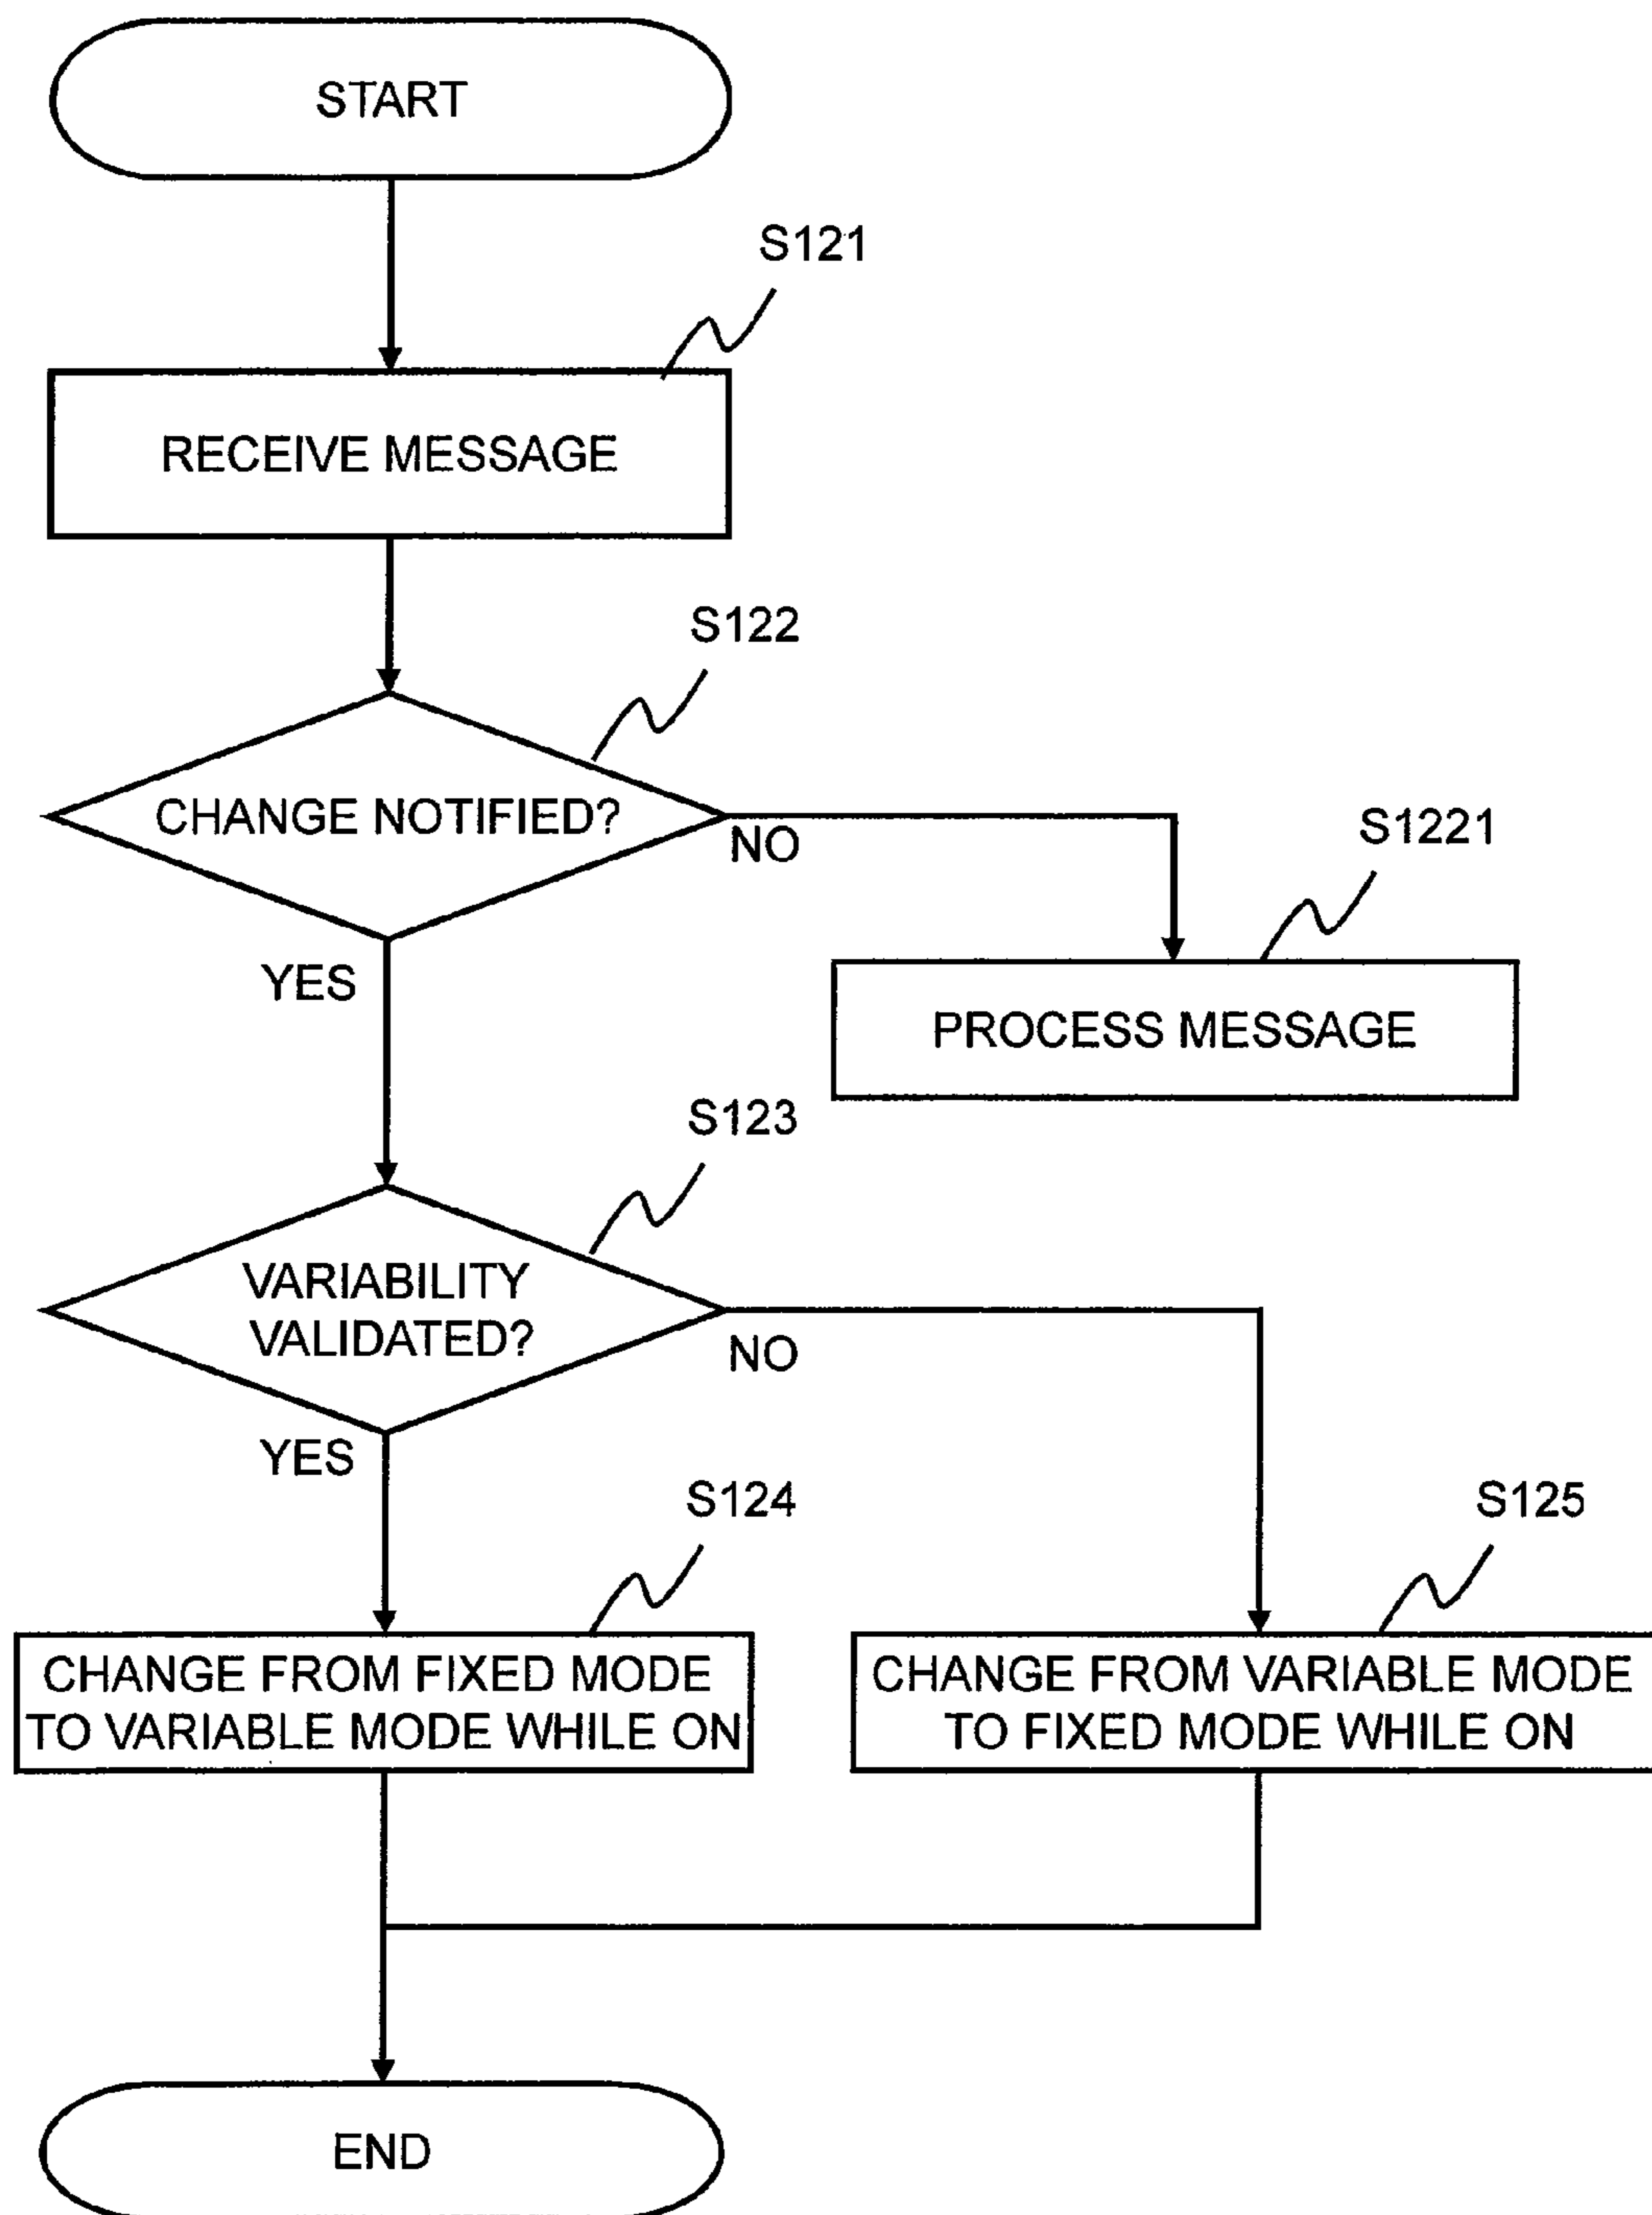 START
S121
RECEIVE MESSAGE
S122
CHANGE NOTIFIED?
NO
S1221
YES
PROCESS MESSAGE
S123
VARIABILITY
VALIDATED?
NO
YES
S124
S125
CHANGE FROM FIXED MODE
TO VARIABLE MODE WHILE ON
CHANGE FROM VARIABLE MODE
TO FIXED MODE WHILE ON
END